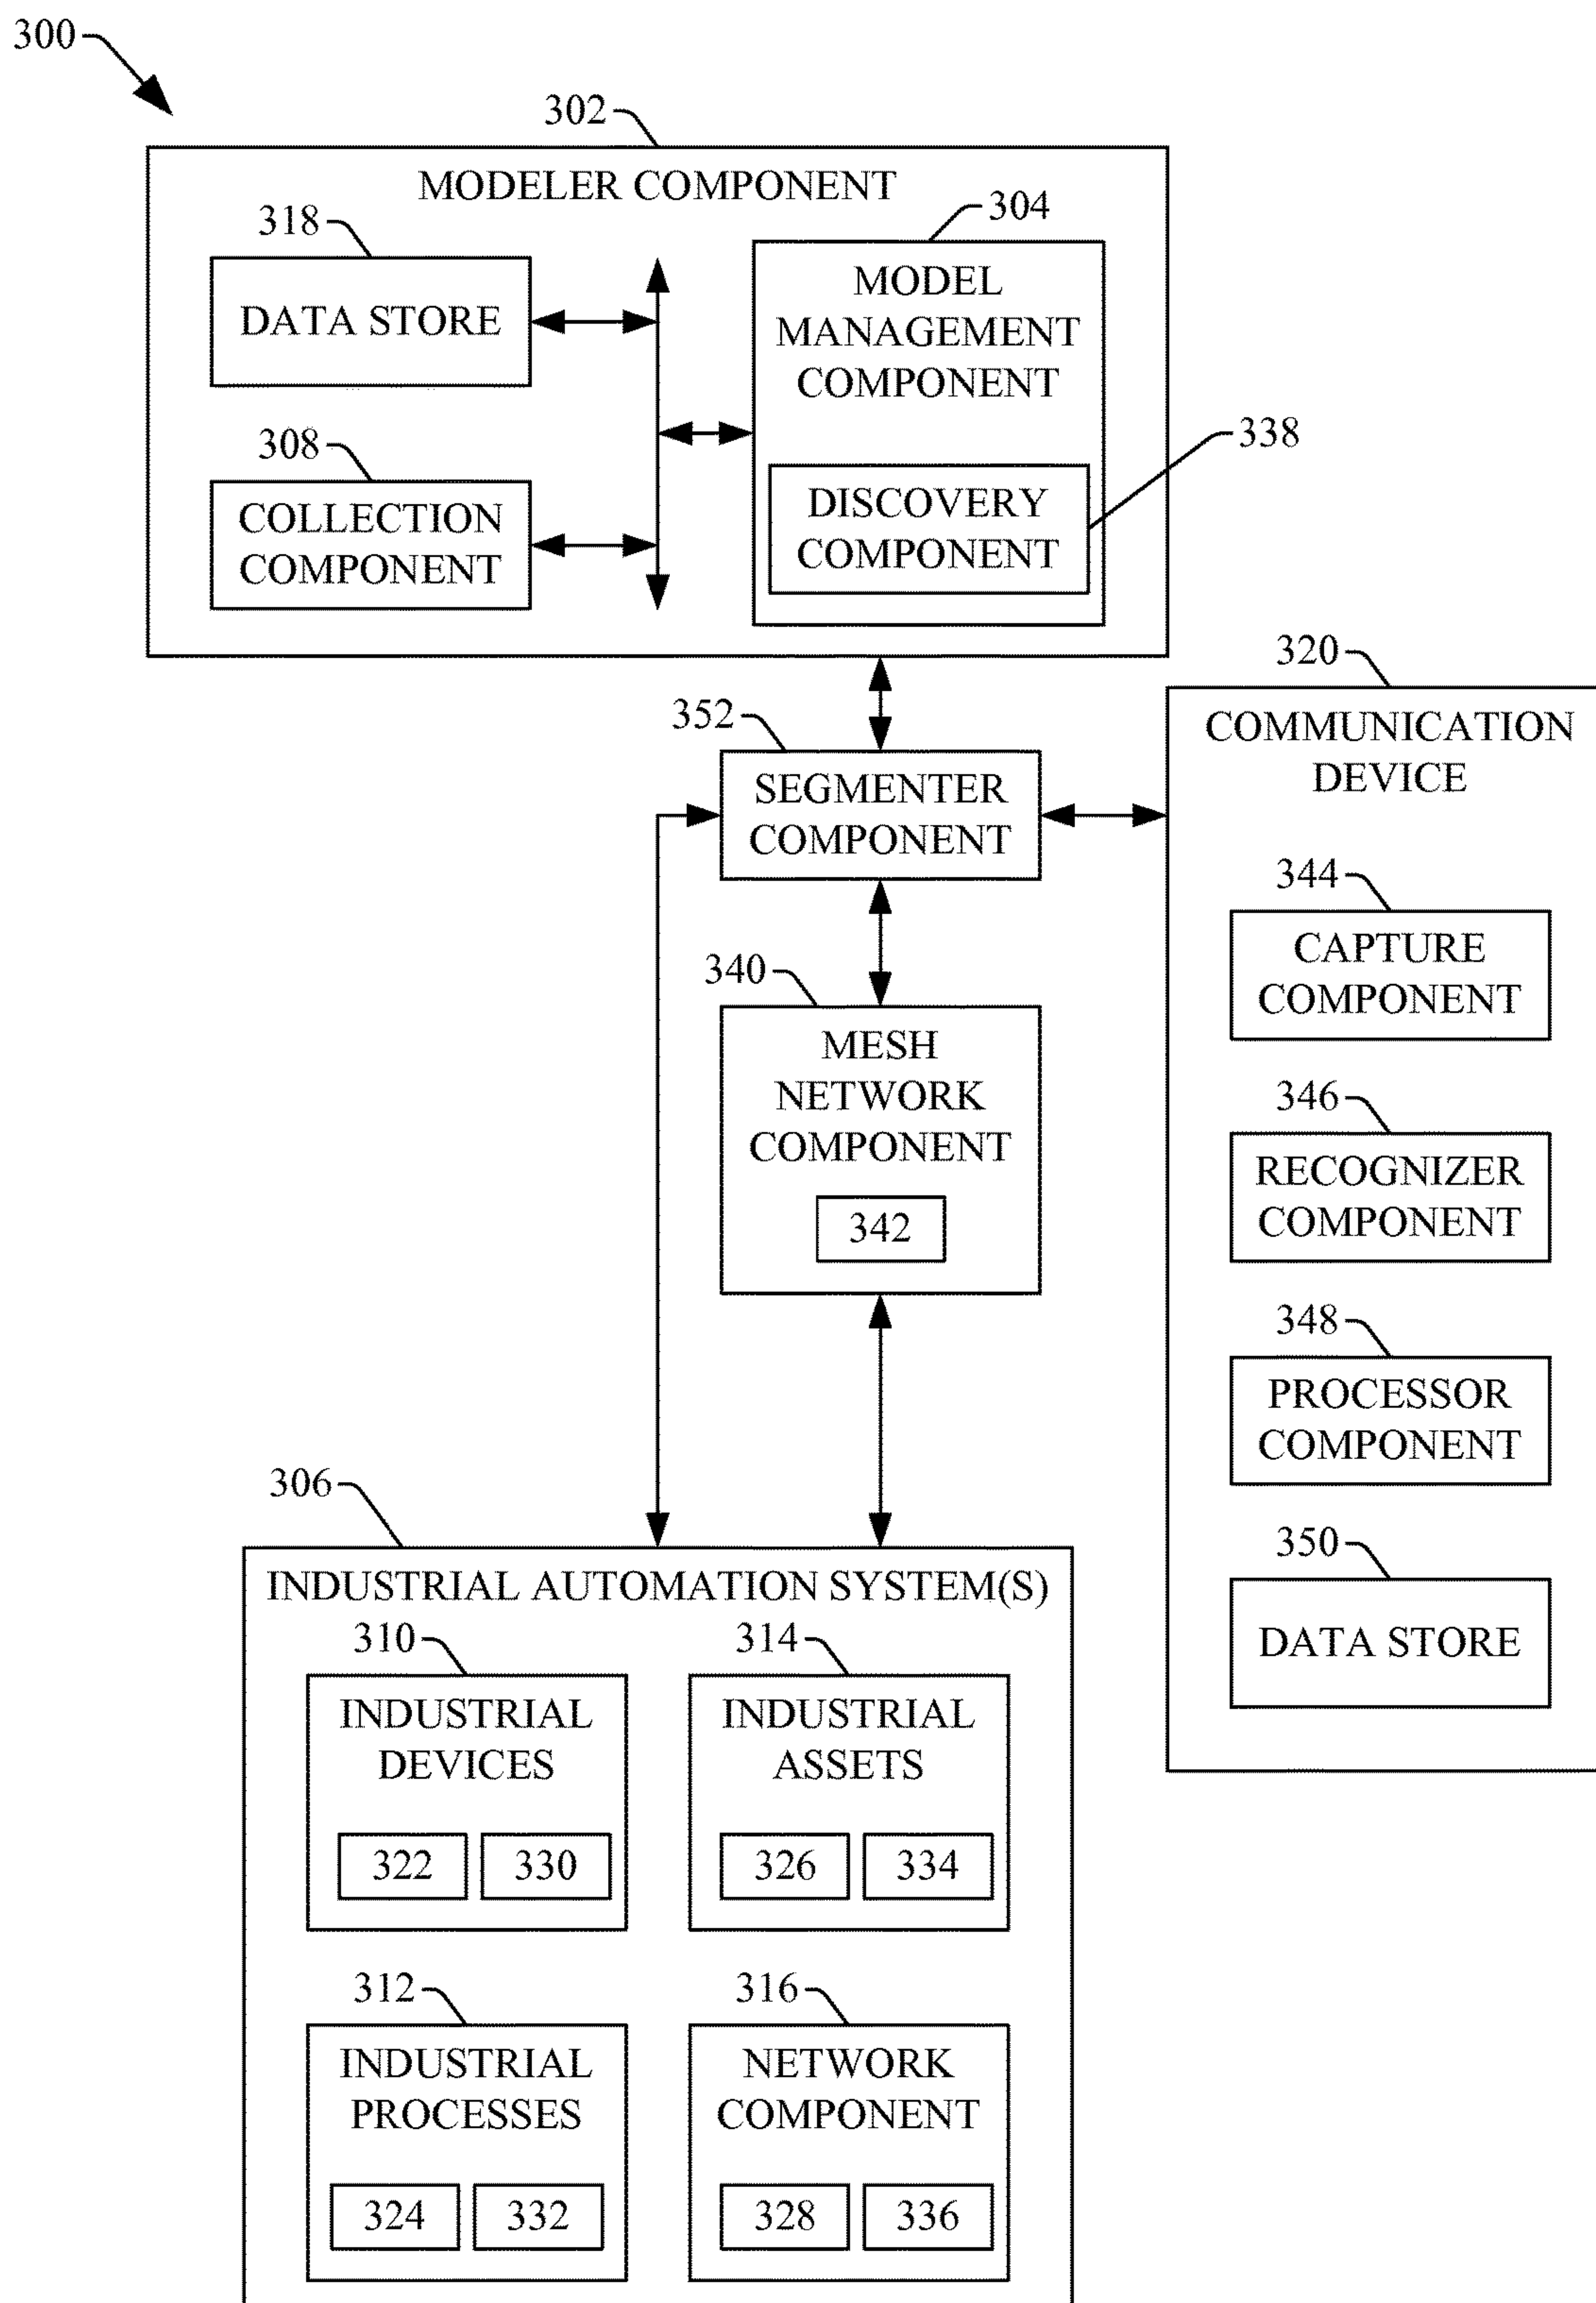 300
302
MODELER COMPONENT
318
304
DATA STORE
MODEL
MANAGEMENT
COMPONENT
308
338
COLLECTION
COMPONENT
DISCOVERY
COMPONENT
320
352
COMMUNICATION
DEVICE
SEGMENTER
COMPONENT
344
CAPTURE
COMPONENT
340
MESH
NETWORK
COMPONENT
342
346
RECOGNIZER
COMPONENT
348
PROCESSOR
COMPONENT
350
DATA STORE
306
INDUSTRIAL AUTOMATION SYSTEM(S)
310
314
INDUSTRIAL
DEVICES
322 330
INDUSTRIAL
ASSETS
326 334
312
316
INDUSTRIAL
PROCESSES
324 332
NETWORK
COMPONENT
328 336